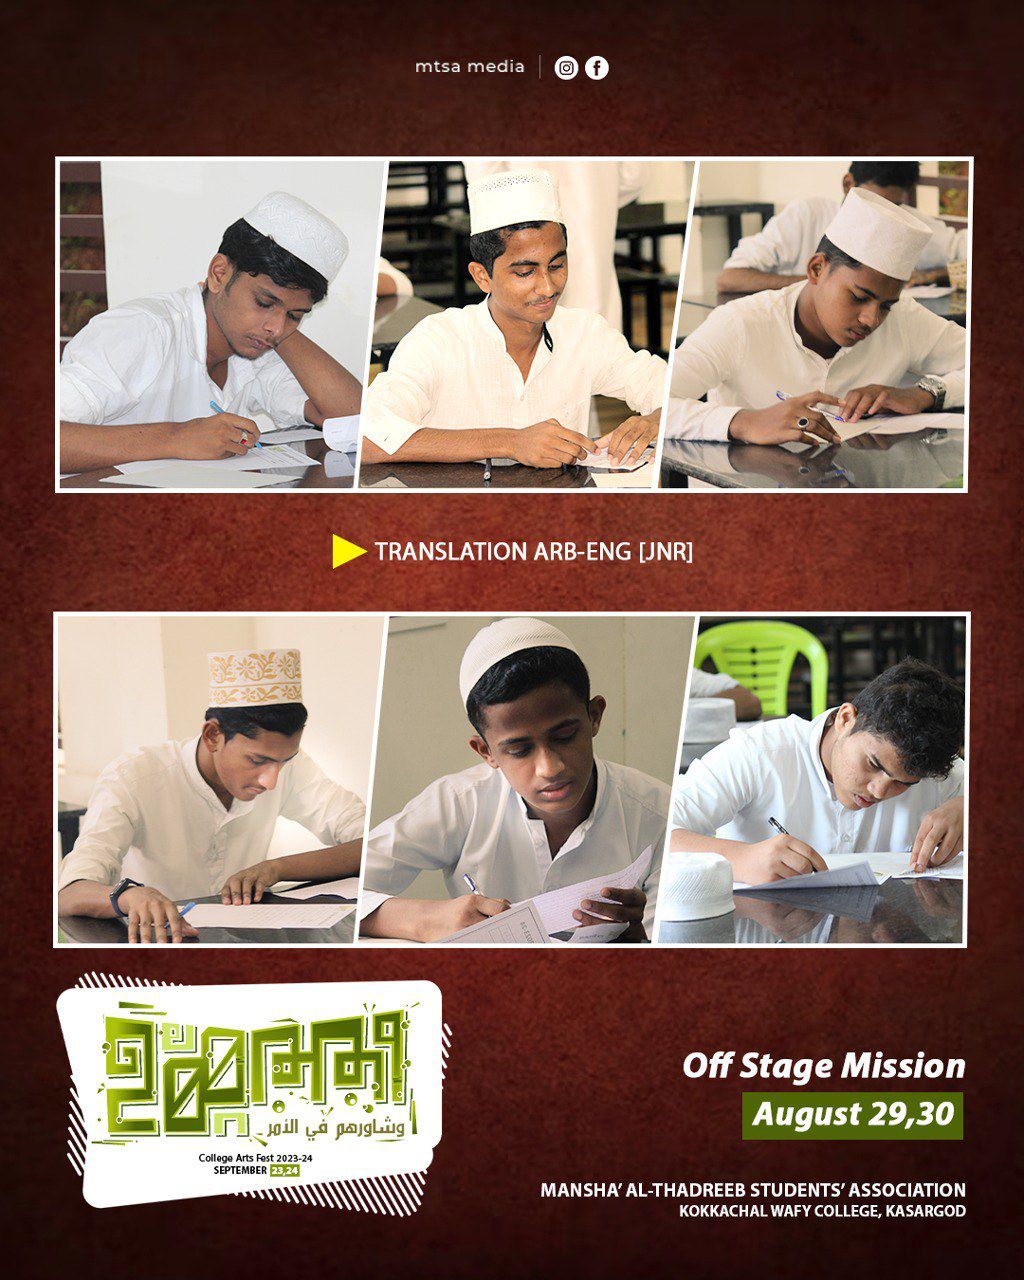 mtsa media
TRANSLATION ARB-ENG [JNR]
وشاورهم في الأمر
College Arts Fest 2023-24
SEPTEMBER 23,24
Off Stage Mission
August 29,30
MANSHA’ AL-THADREEB STUDENTS’ ASSOCIATION
KOKKACHAL WAFY COLLEGE, KASARGOD